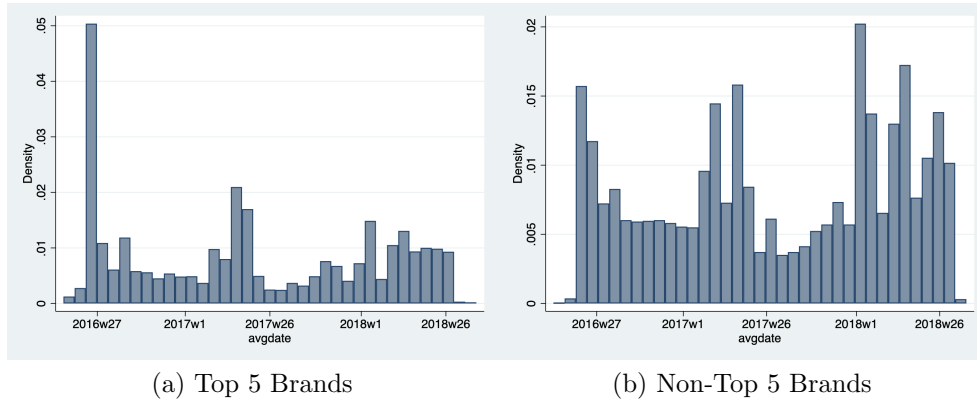 .05
.04
.03
.02
.01
0
Density
2016w27 2017w1 2017w26 2018w1 2018w26
avgdate
.02
.015
.01
.005
0
Density
2016w27 2017w1 2017w26 2018w1 2018w26
avgdate
(a) Top 5 Brands
(b) Non-Top 5 Brands